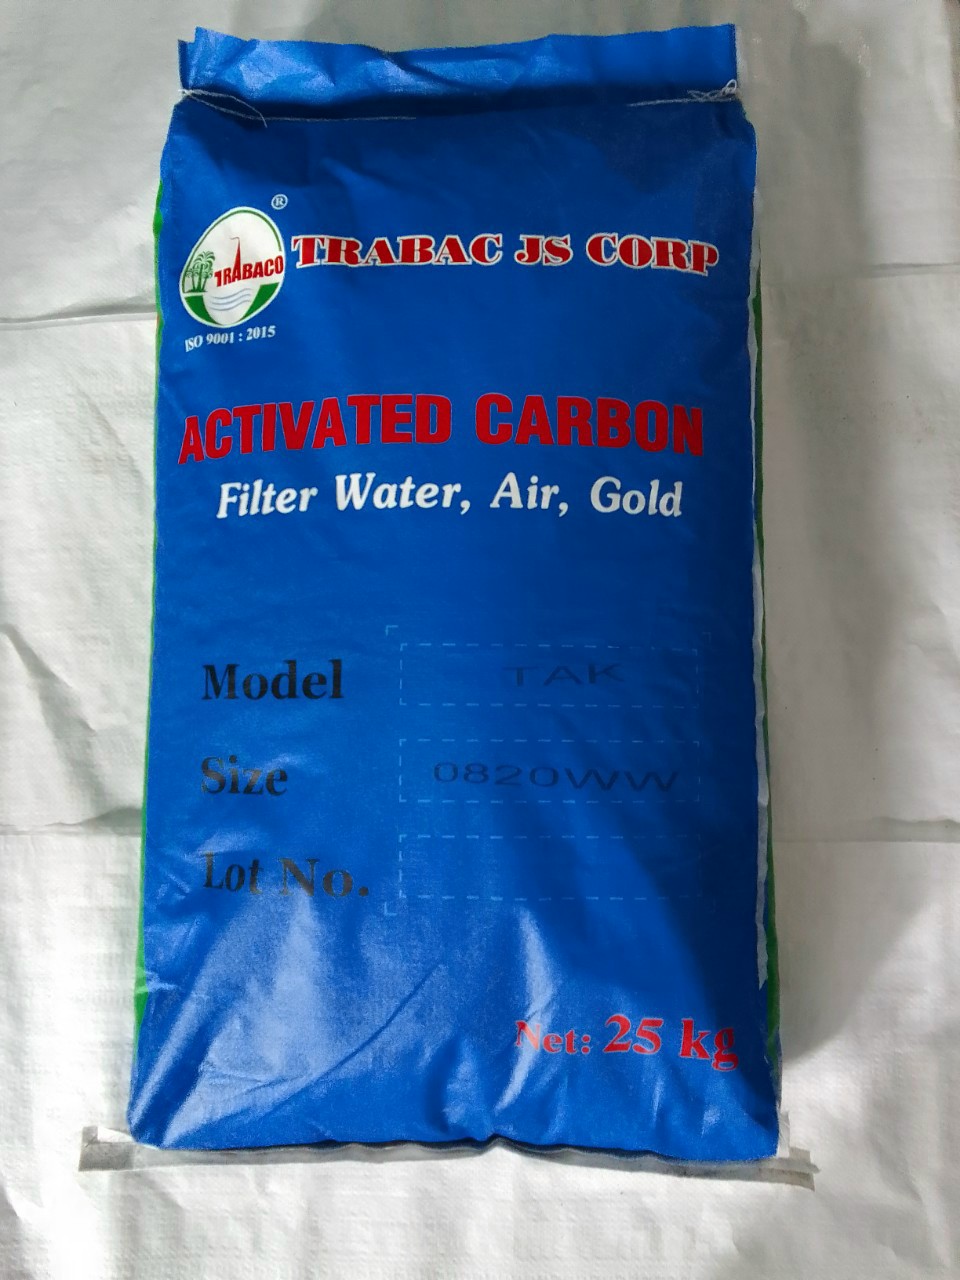 ®
TRABACO
TRABAC JS CORP
ISO 9001 : 2015
ACTIVATED CARBON
Filter Water, Air, Gold
Model TAK
Size 0820WW
Lot No.
Net: 25 kg